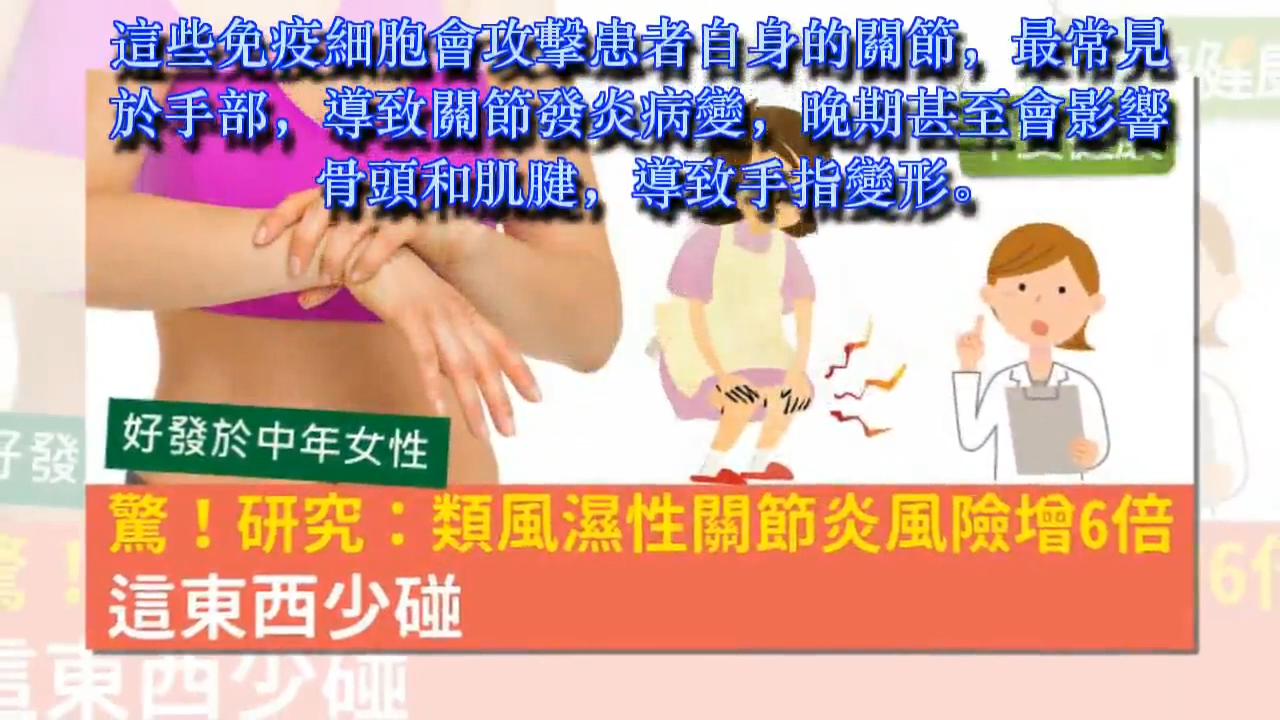 這些免疫細胞會攻擊患者自身的關節，最常見
於手部，導致關節發炎病變，晚期甚至會影響
骨頭和肌腱，導致手指變形。
好發於中年女性
驚！研究：類風濕性關節炎風險增6倍
這東西少碰